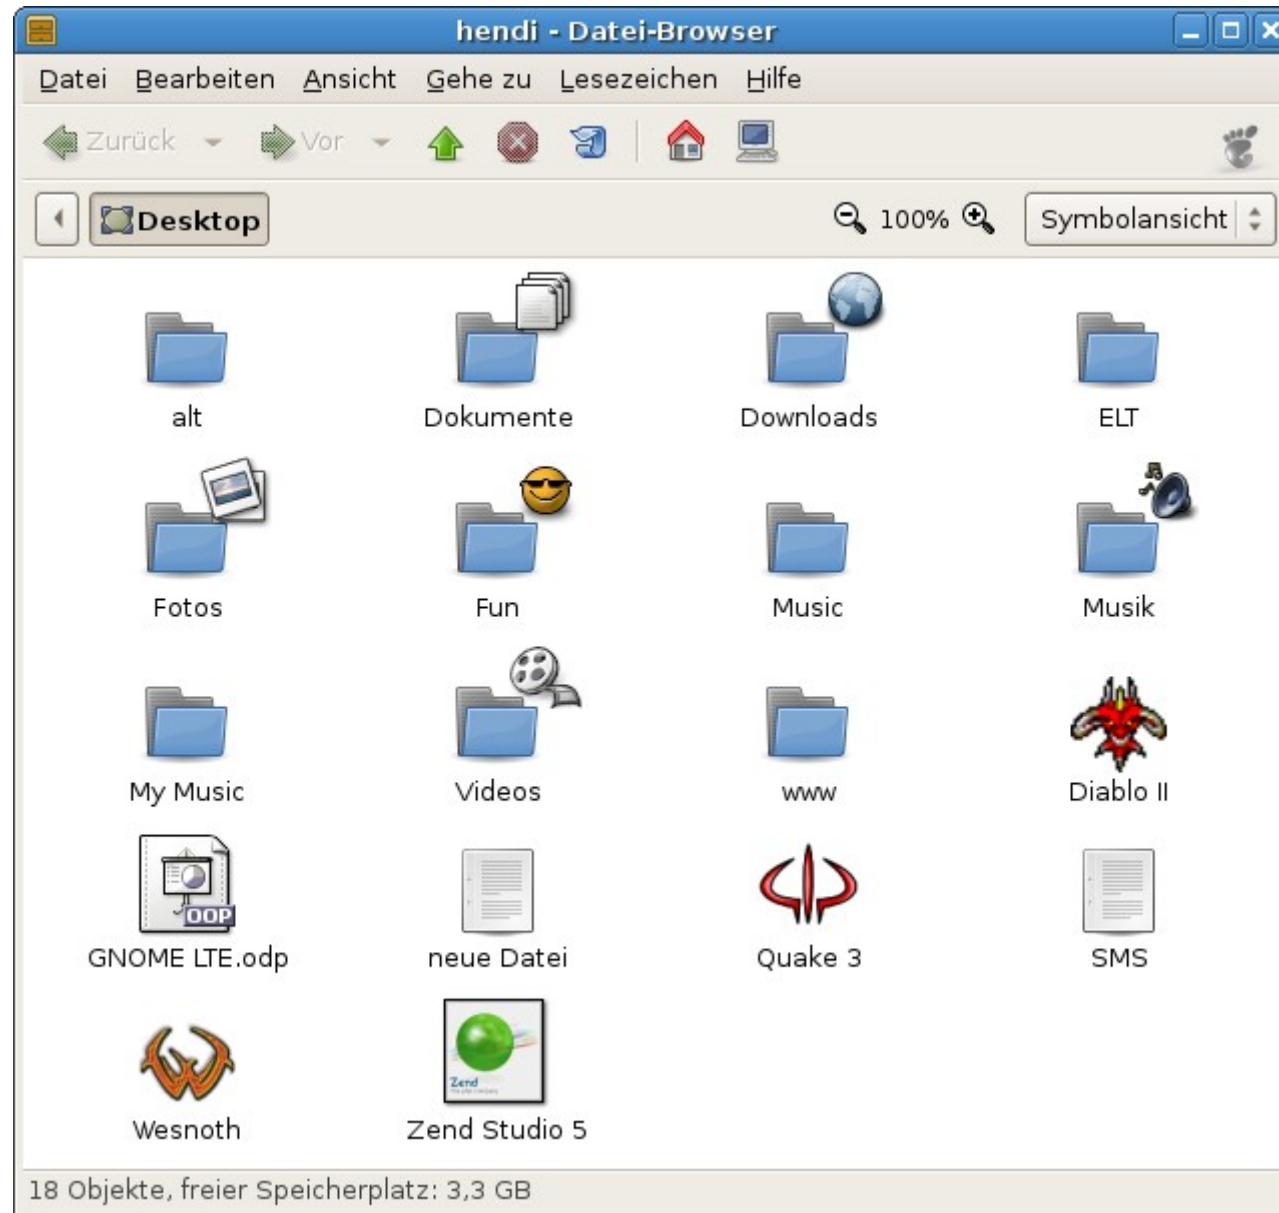 hendi - Datei-Browser
Datei Bearbeiten Ansicht Gehe zu Lesezeichen Hilfe
Zurück Vor
Desktop 100% Symbolansicht
alt Dokumente Downloads ELT
Fotos Fun Music Musik
My Music Videos www Diablo II
OOP
GNOME LTE.odp neue Datei Quake 3 SMS
Zend
Wesnoth Zend Studio 5
18 Objekte, freier Speicherplatz: 3,3 GB